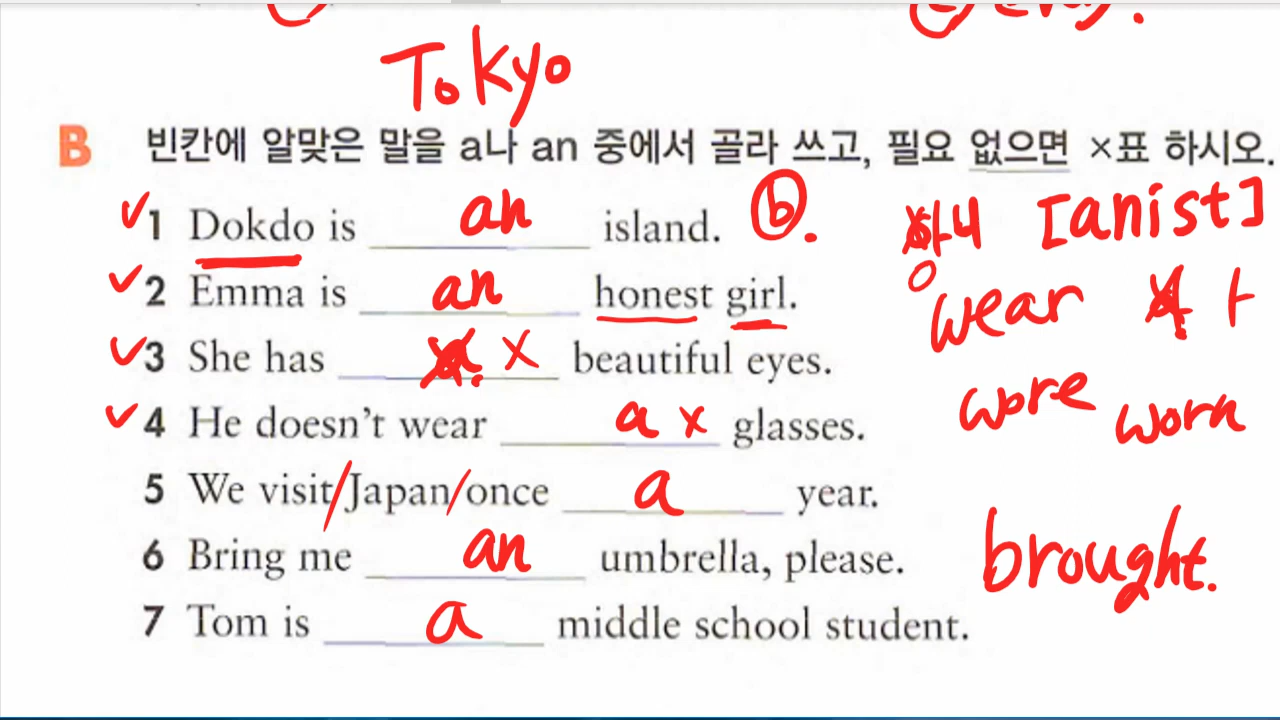 Tokyo
B 빈칸에 알맞은 말을 a나 an 중에서 골라 쓰고, 필요 없으면 ×표 하시오.
✓1 Dokdo is an island. ⓑ. 하니 [anist]
✓2 Emma is an honest girl. wear
✓3 She has × beautiful eyes.
✓4 He doesn't wear a × glasses. wore worn
5 We visit/Japan/once a year.
6 Bring me an umbrella, please. brought.
7 Tom is a middle school student.